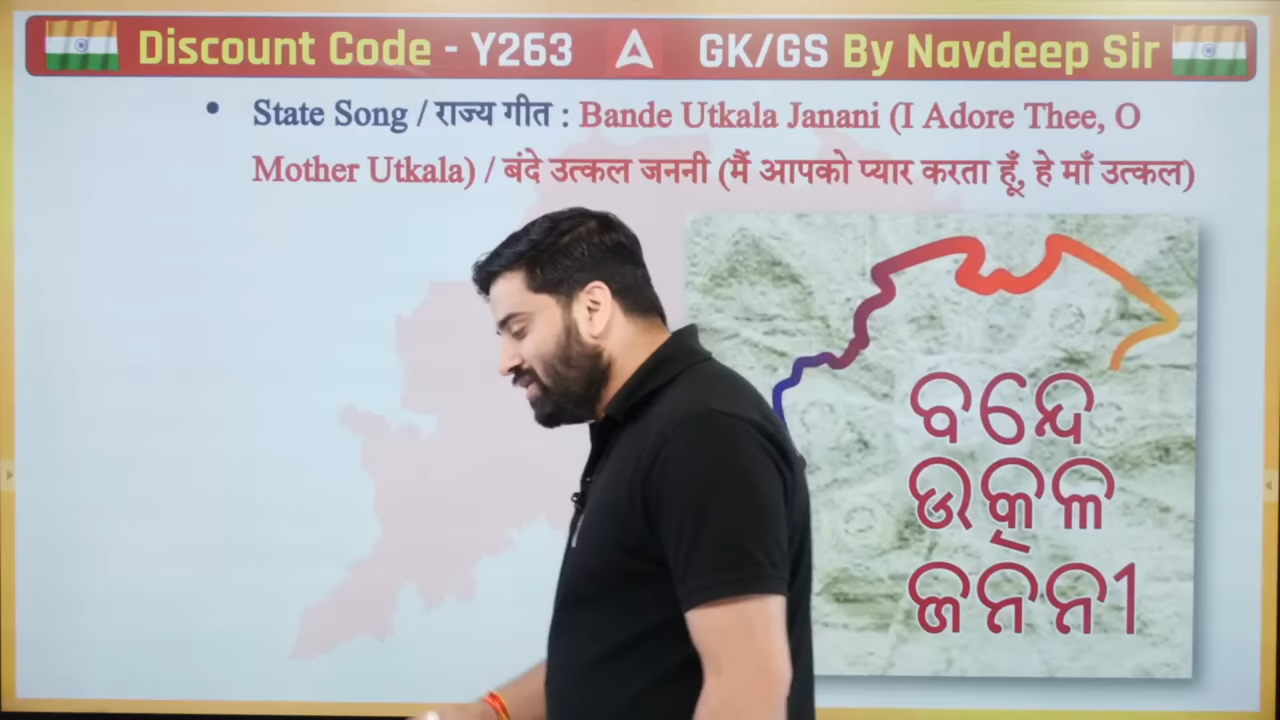 Discount Code - Y263 GK/GS By Navdeep Sir
• State Song / राज्य गीत : Bande Utkala Janani (I Adore Thee, O
Mother Utkala) / बंदे उत्कल जननी (मैं आपको प्यार करता हूँ, हे माँ उत्कल)
ବନ୍ଦେ
ଉତ୍କଳ
ଜନନୀ